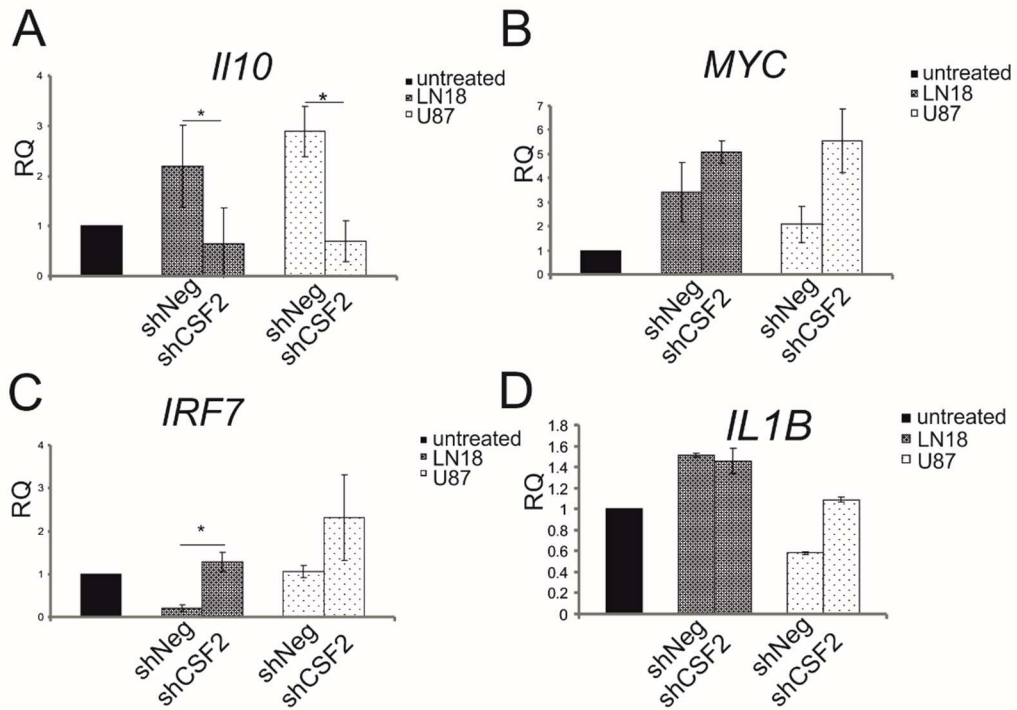 A
Il10
untreated
LN18
U87
RQ
4
3
2
1
0
*
*
shNeg
shCSF2
shNeg
shCSF2
B
MYC
untreated
LN18
U87
RQ
7
6
5
4
3
2
1
0
shNeg
shCSF2
shNeg
shCSF2
C
IRF7
untreated
LN18
U87
RQ
4
3
2
1
0
*
shNeg
shCSF2
shNeg
shCSF2
D
IL1B
untreated
LN18
U87
RQ
1.8
1.6
1.4
1.2
1
0.8
0.6
0.4
0.2
0
shNeg
shCSF2
shNeg
shCSF2